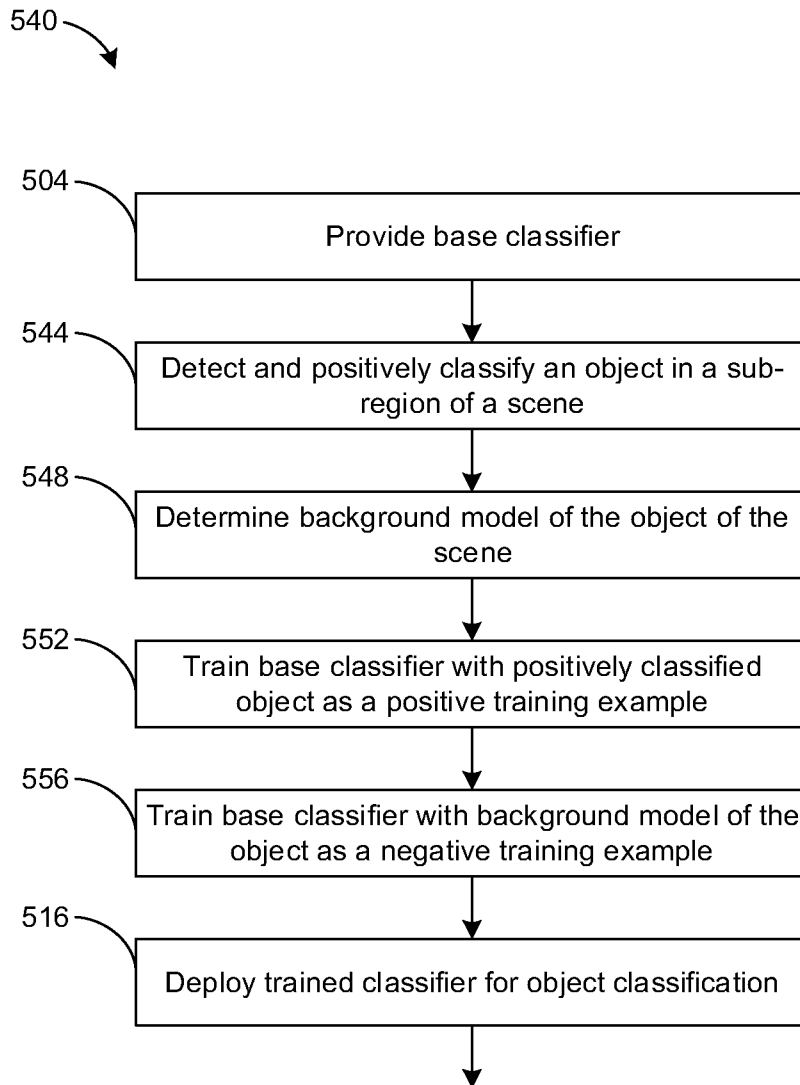 540
504
Provide base classifier
544
Detect and positively classify an object in a sub-
region of a scene
548
Determine background model of the object of the
scene
552
Train base classifier with positively classified
object as a positive training example
556
Train base classifier with background model of the
object as a negative training example
516
Deploy trained classifier for object classification